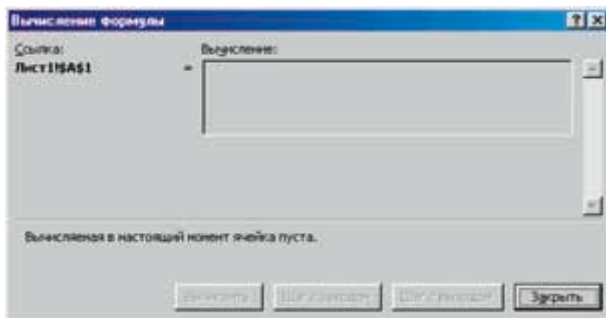 Вычисление формулы
Ссылка:
Вычисление:
Лист1!$A$1
=
Вычисляемая в настоящий момент ячейка пуста.
Вычислить
Закрыть